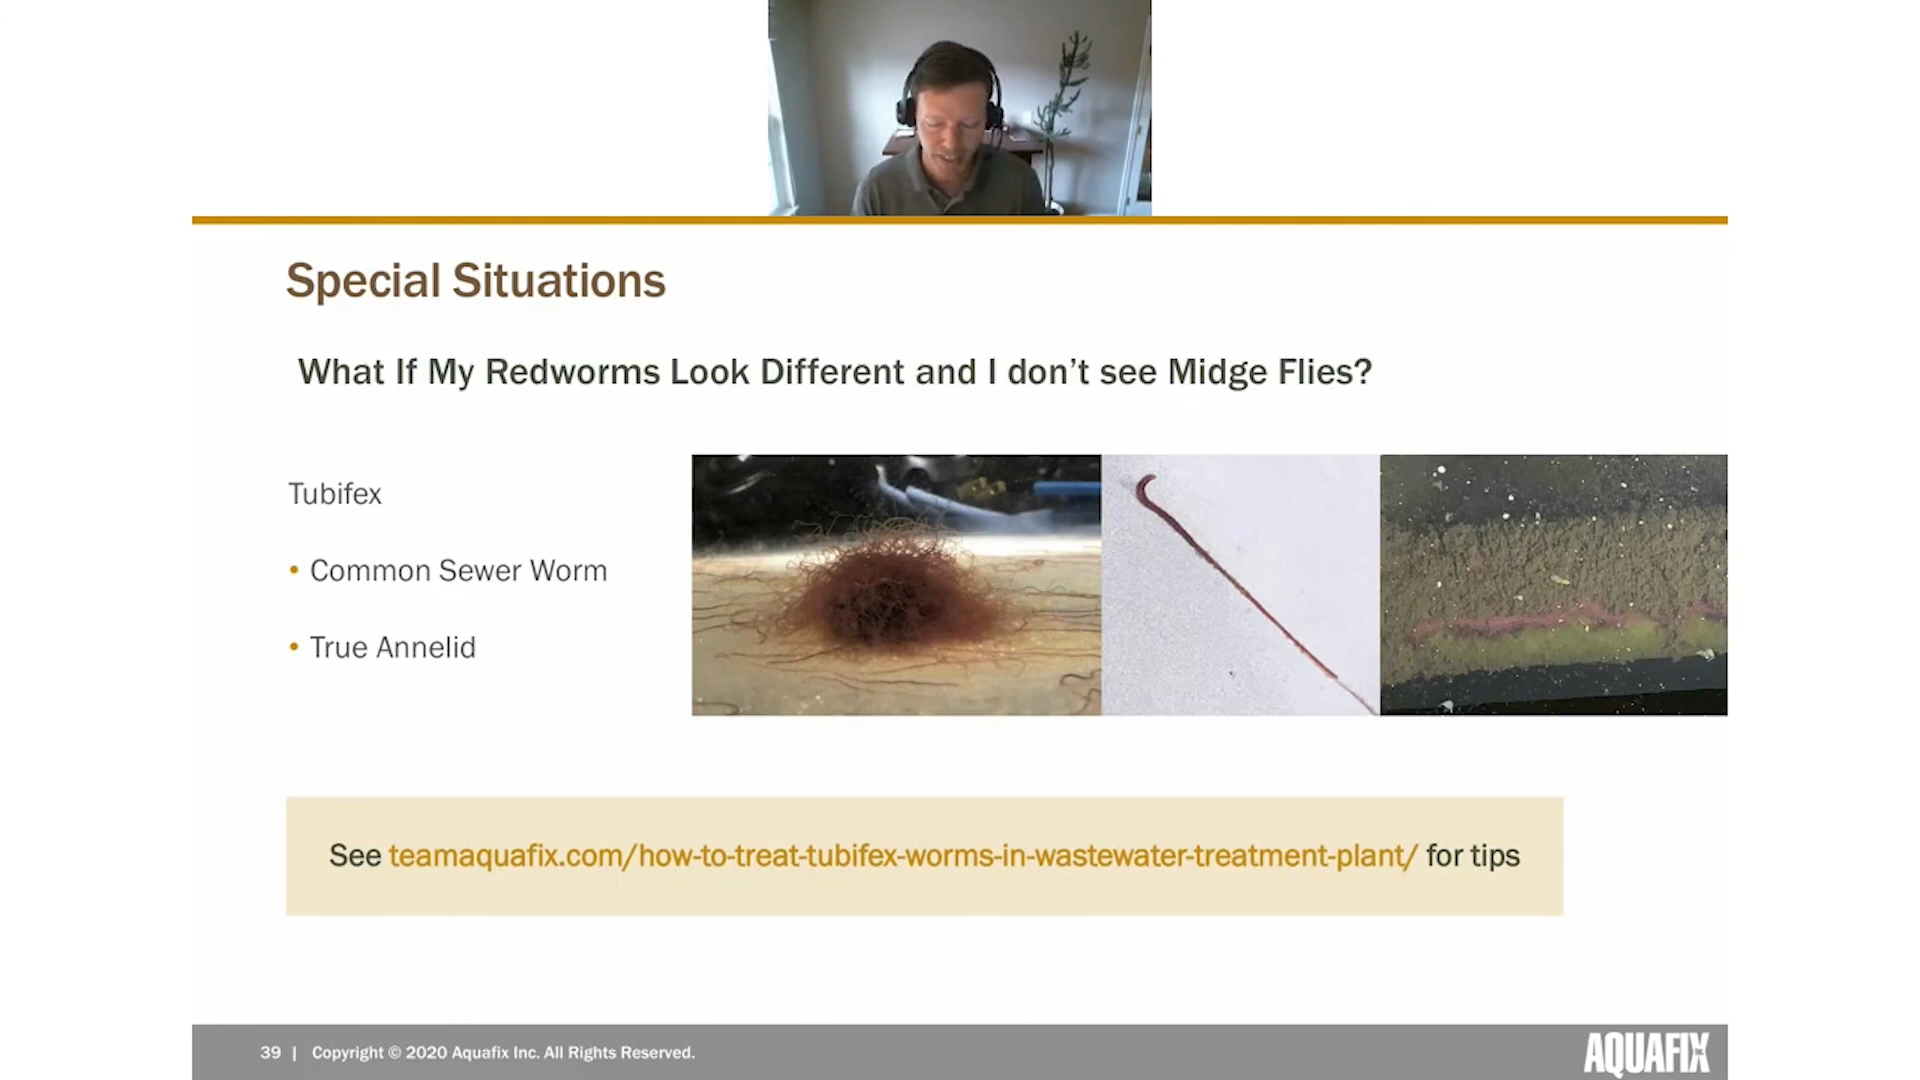 Special Situations
What If My Redworms Look Different and I don’t see Midge Flies?
Tubifex
• Common Sewer Worm
• True Annelid
See teamaquafix.com/how-to-treat-tubifex-worms-in-wastewater-treatment-plant/ for tips
39 | Copyright © 2020 Aquafix Inc. All Rights Reserved.
AQUAFIX